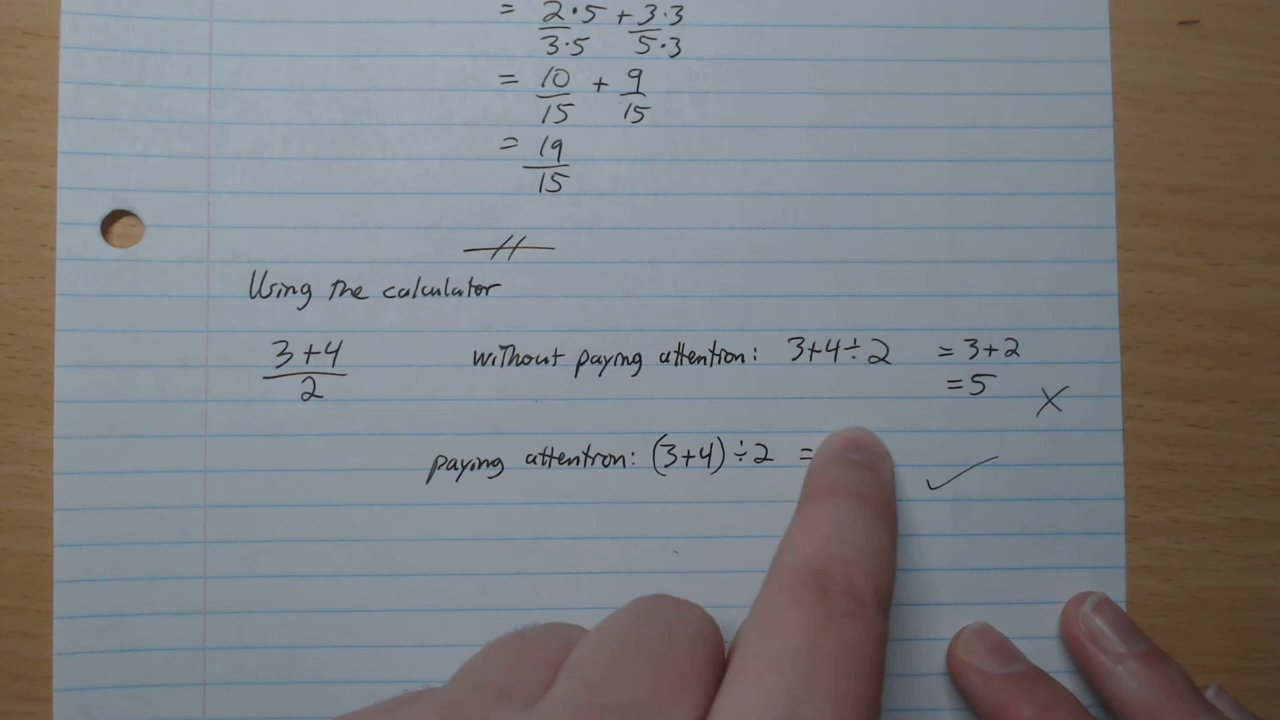 = 2·5/3·5 + 3·3/5·3
= 10/15 + 9/15
= 19/15
Using the calculator
3+4/2 without paying attention: 3+4÷2 = 3+2
= 5 X
paying attention: (3+4)÷2 =